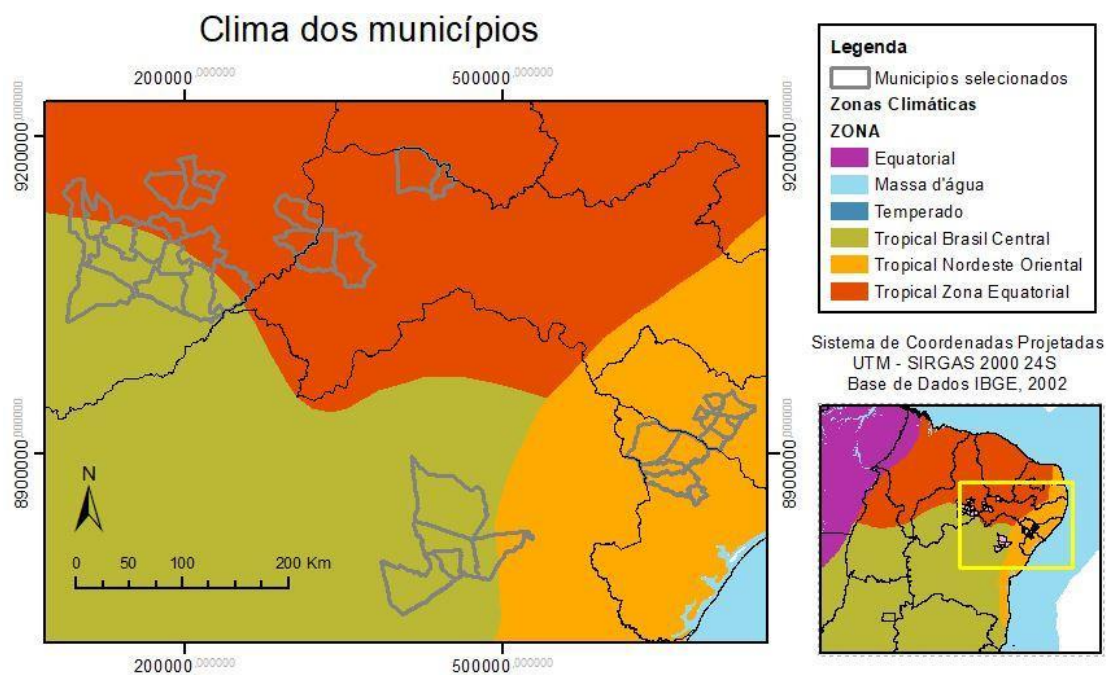 Clima dos municípios
200000,000000
500000,000000
9200000,000000
9200000,000000
8900000,000000
8900000,000000
N
0 50 100 200 Km
200000,000000
500000,000000
Legenda
Municipios selecionados
Zonas Climáticas
ZONA
Equatorial
Massa d'água
Temperado
Tropical Brasil Central
Tropical Nordeste Oriental
Tropical Zona Equatorial
Sistema de Coordenadas Projetadas
UTM - SIRGAS 2000 24S
Base de Dados IBGE, 2002